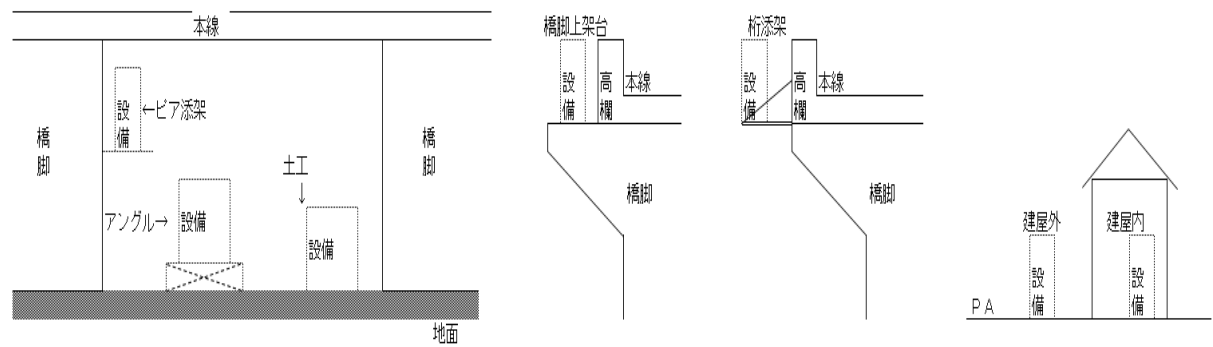 本線
設備
←ピア添架
橋脚
橋脚
土工
↓
アングル→
設備
設備
地面
橋脚上架台
設備
高欄
本線
橋脚
桁添架
設備
高欄
本線
橋脚
建屋外
建屋内
設備
設備
ＰＡ